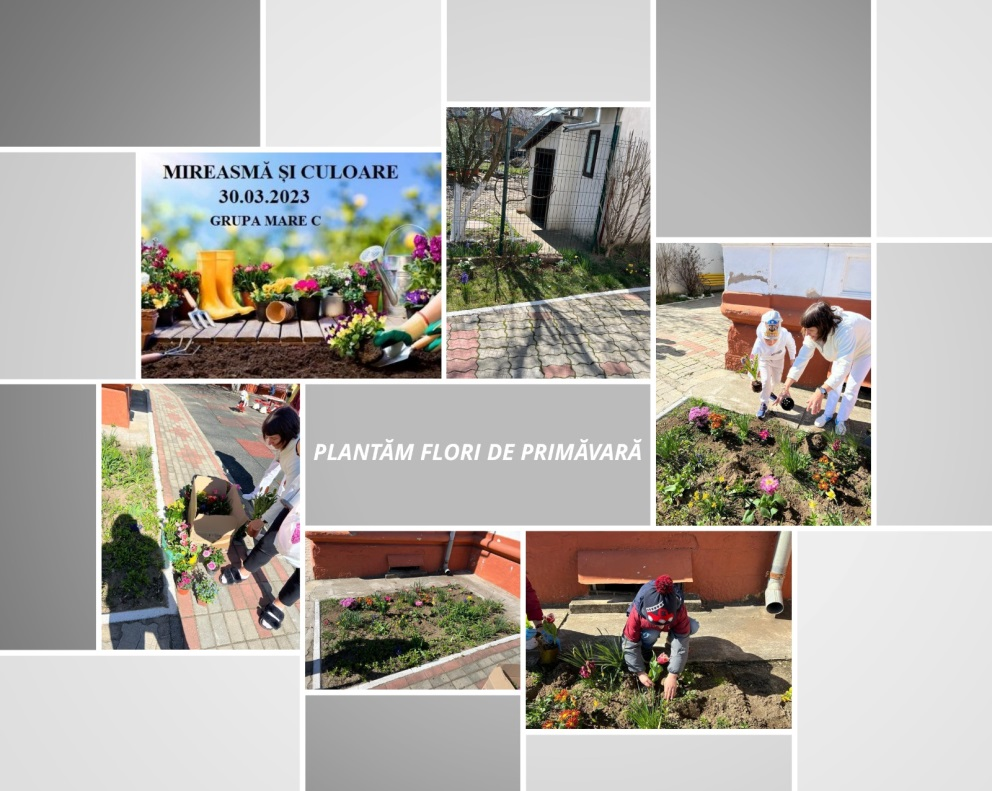 MIREASMĂ ȘI CULOARE
30.03.2023
GRUPA MARE C
PLANTĂM FLORI DE PRIMĂVARĂ